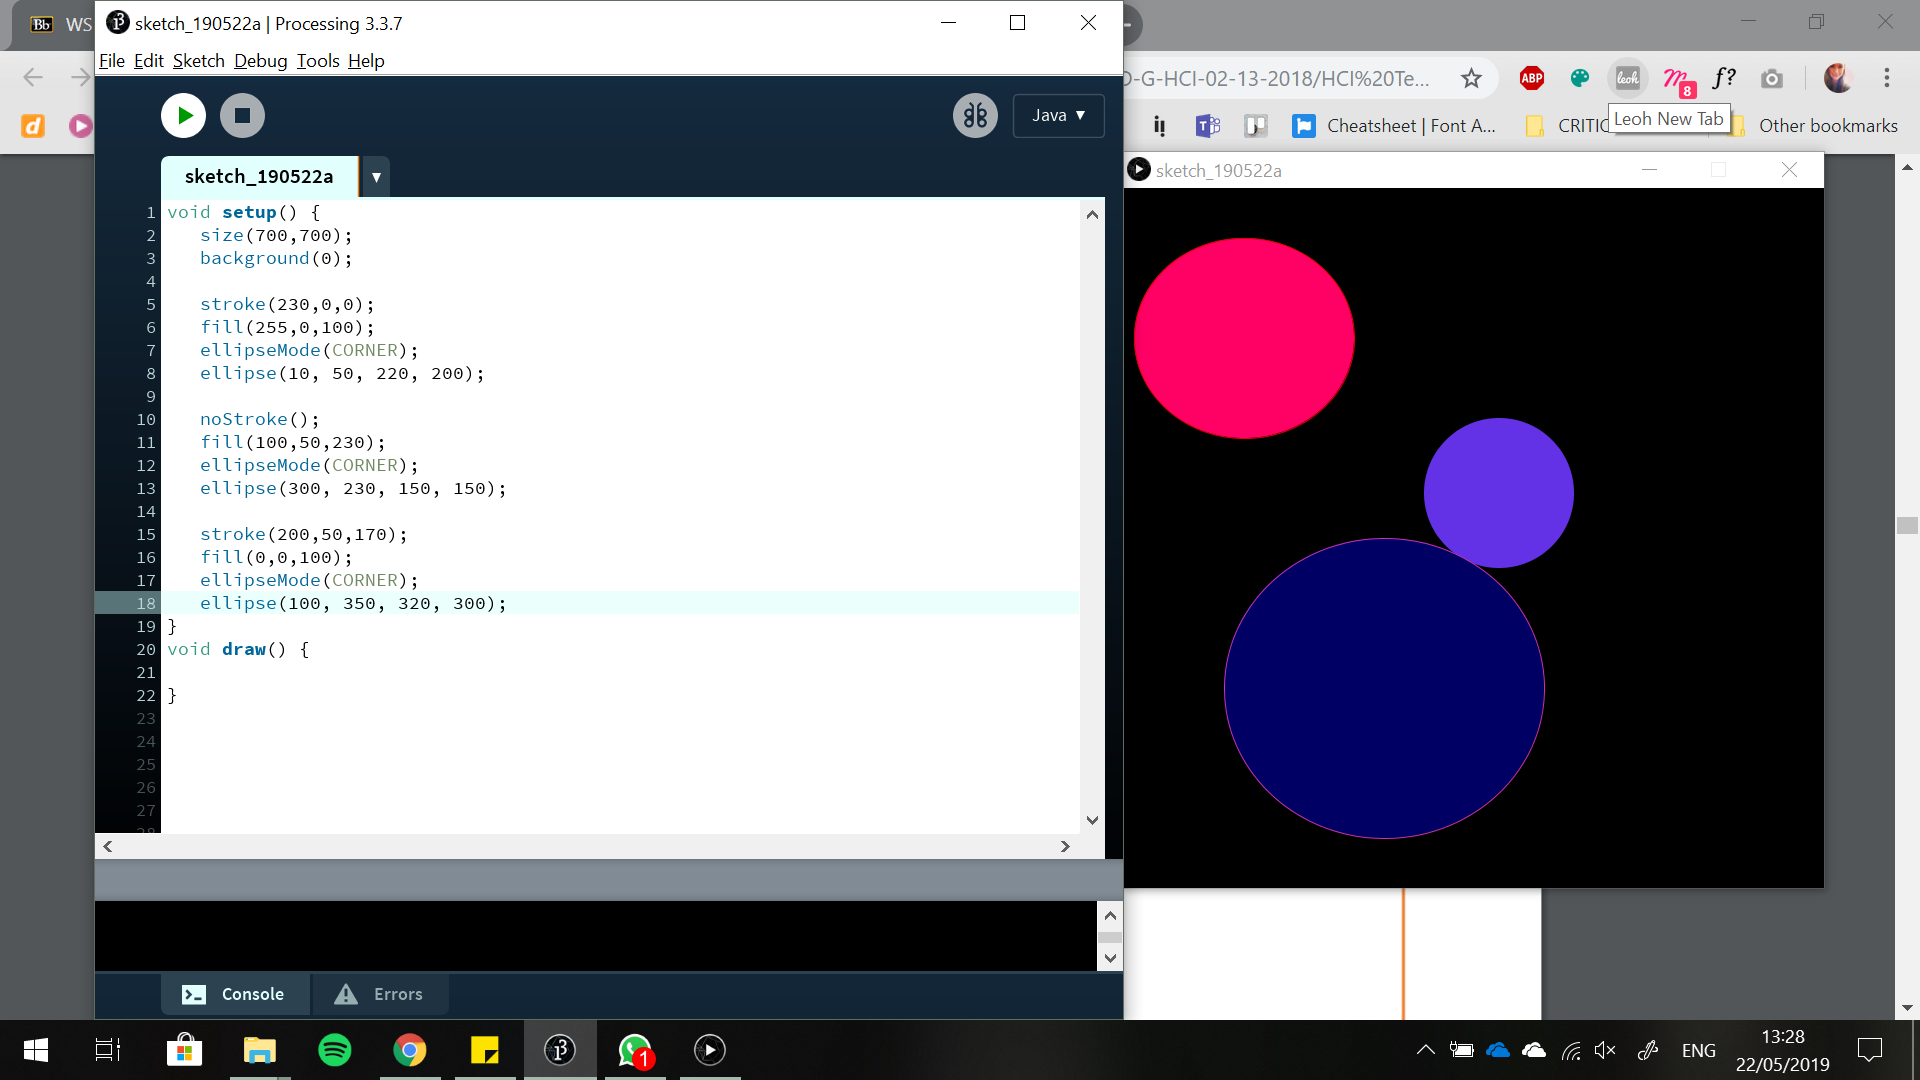 Bb WS
sketch_190522a | Processing 3.3.7
File Edit Sketch Debug Tools Help
Java ▼
sketch_190522a ▼
1 void setup() {
2 size(700,700);
3 background(0);
4
5 stroke(230,0,0);
6 fill(255,0,100);
7 ellipseMode(CORNER);
8 ellipse(10, 50, 220, 200);
9
10 noStroke();
11 fill(100,50,230);
12 ellipseMode(CORNER);
13 ellipse(300, 230, 150, 150);
14
15 stroke(200,50,170);
16 fill(0,0,100);
17 ellipseMode(CORNER);
18 ellipse(100, 350, 320, 300);
19 }
20 void draw() {
21
22 }
23
24
25
26
27
28
Console Errors
D-G-HCI-02-13-2018/HCI%20Te...
ABP leoh m 8 f?
Leoh New Tab
Cheatsheet | Font A... CRITIC Other bookmarks
sketch_190522a
1
ENG
13:28
22/05/2019